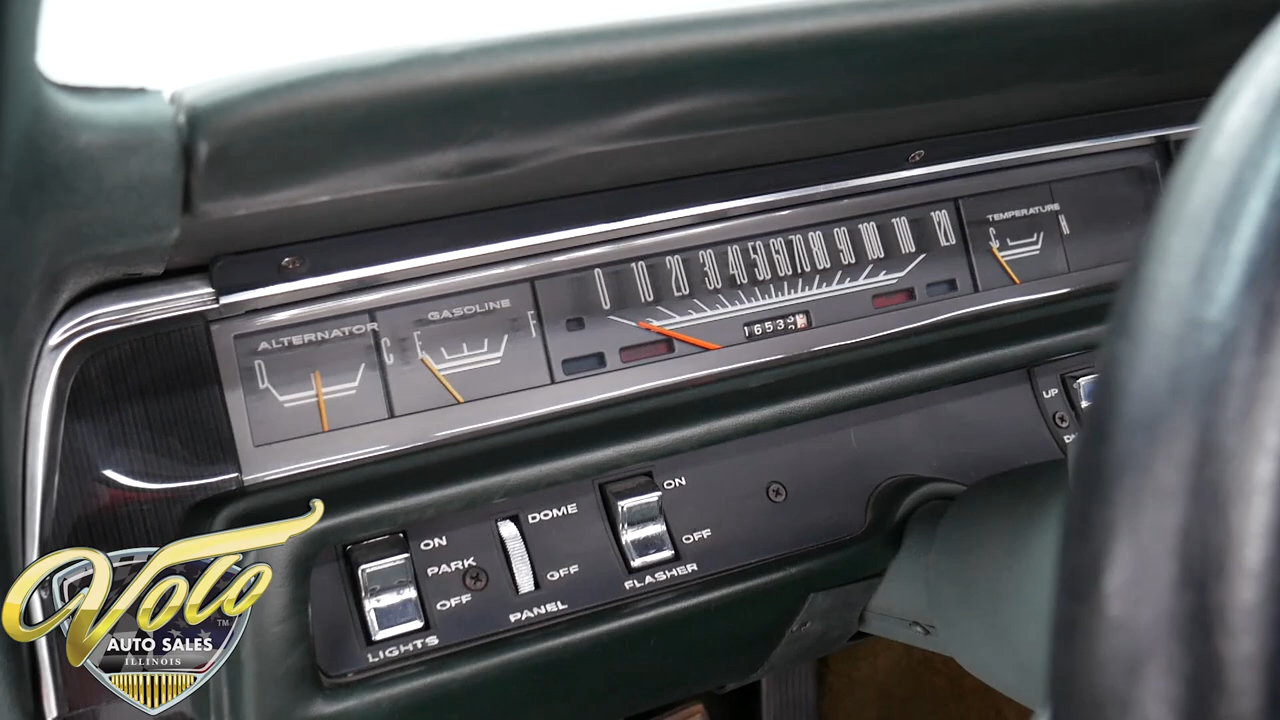 ALTERNATOR
D C
GASOLINE
E F
0 10 20 30 40 50 60 70 80 90 100 110 120
TEMPERATURE
C H
UP
ON
PARK
OFF
LIGHTS
DOME
OFF
PANEL
ON
OFF
FLASHER
Volo
TM
AUTO SALES
ILLINOIS